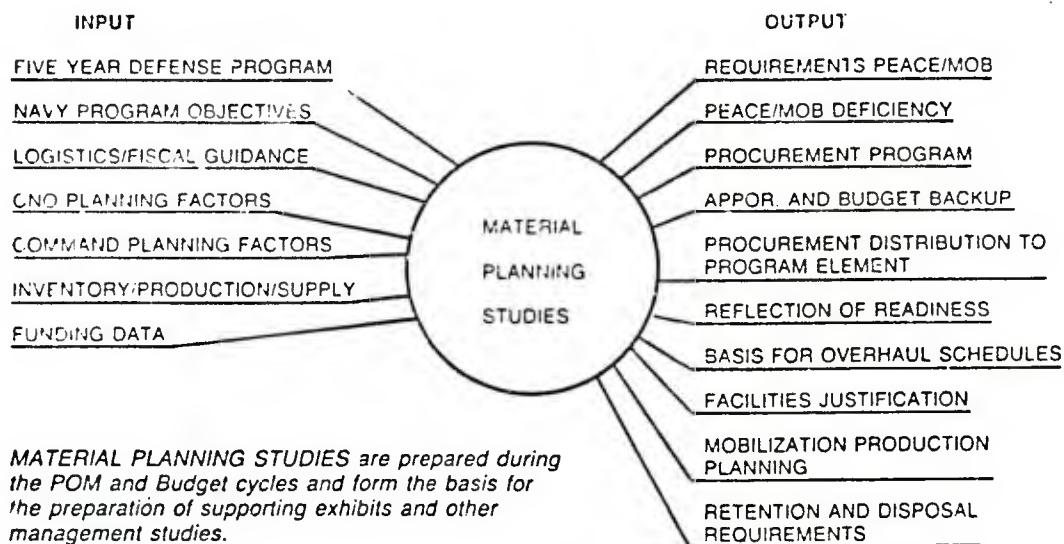 INPUT
FIVE YEAR DEFENSE PROGRAM
NAVY PROGRAM OBJECTIVES
LOGISTICS/FISCAL GUIDANCE
CNO PLANNING FACTORS
COMMAND PLANNING FACTORS
INVENTORY/PRODUCTION/SUPPLY
FUNDING DATA
MATERIAL
PLANNING
STUDIES
OUTPUT
REQUIREMENTS PEACE/MOB
PEACE/MOB DEFICIENCY
PROCUREMENT PROGRAM
APPOR. AND BUDGET BACKUP
PROCUREMENT DISTRIBUTION TO
PROGRAM ELEMENT
REFLECTION OF READINESS
BASIS FOR OVERHAUL SCHEDULES
FACILITIES JUSTIFICATION
MOBILIZATION PRODUCTION
PLANNING
RETENTION AND DISPOSAL
REQUIREMENTS
MATERIAL PLANNING STUDIES are prepared during
the POM and Budget cycles and form the basis for
the preparation of supporting exhibits and other
management studies.